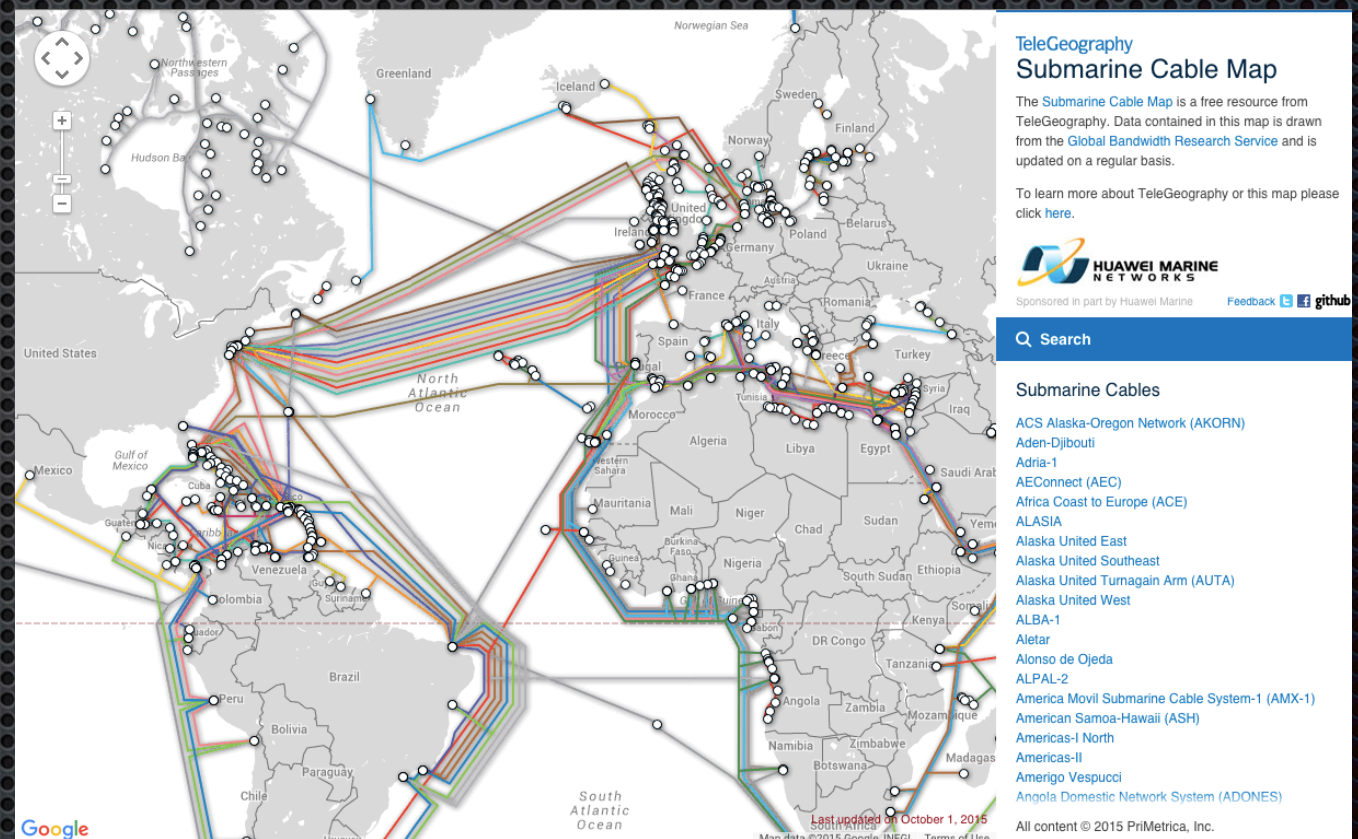 Norwegian Sea
Northwestern
Passages
Greenland
Iceland
Sweden
Finland
Norway
Hudson Ba
United
Ireland
Belarus
Poland
Germany
Ukraine
Austria
France
Romania
Italy
Spain
Turkey
Portugal
Greece
Syria
United States
North
Atlantic
Ocean
Tunisia
Iraq
Morocco
Algeria
Libya
Egypt
Gulf of
Mexico
Mexico
Cuba
Western
Sahara
Saudi Arab
Mauritania
Mali
Niger
Chad
Sudan
Yeme
Guatem
Nica
Burkina
Faso
Guinea
Nigeria
Ghana
South Sudan
Ethiopia
Venezuela
Suriname
Colombia
Somali
Kenya
Gabon
DR Congo
Tanzania
Brazil
Peru
Angola
Zambia
Mozambique
Bolivia
Namibia
Zimbabwe
Botswana
Madagas
Paraguay
Chile
South
Atlantic
Ocean
South Africa
Last updated on October 1, 2015
Google
Map data ©2015 Google, INEGI
Terms of Use
TeleGeography
Submarine Cable Map
The Submarine Cable Map is a free resource from
TeleGeography. Data contained in this map is drawn
from the Global Bandwidth Research Service and is
updated on a regular basis.
To learn more about TeleGeography or this map please
click here.
HUAWEI MARINE
NETWORKS
Sponsored in part by Huawei Marine
Feedback
github
Search
Submarine Cables
ACS Alaska-Oregon Network (AKORN)
Aden-Djibouti
Adria-1
AEConnect (AEC)
Africa Coast to Europe (ACE)
ALASIA
Alaska United East
Alaska United Southeast
Alaska United Turnagain Arm (AUTA)
Alaska United West
ALBA-1
Aletar
Alonso de Ojeda
ALPAL-2
America Movil Submarine Cable System-1 (AMX-1)
American Samoa-Hawaii (ASH)
Americas-I North
Americas-II
Amerigo Vespucci
Angola Domestic Network System (ADONES)
All content © 2015 PriMetrica, Inc.